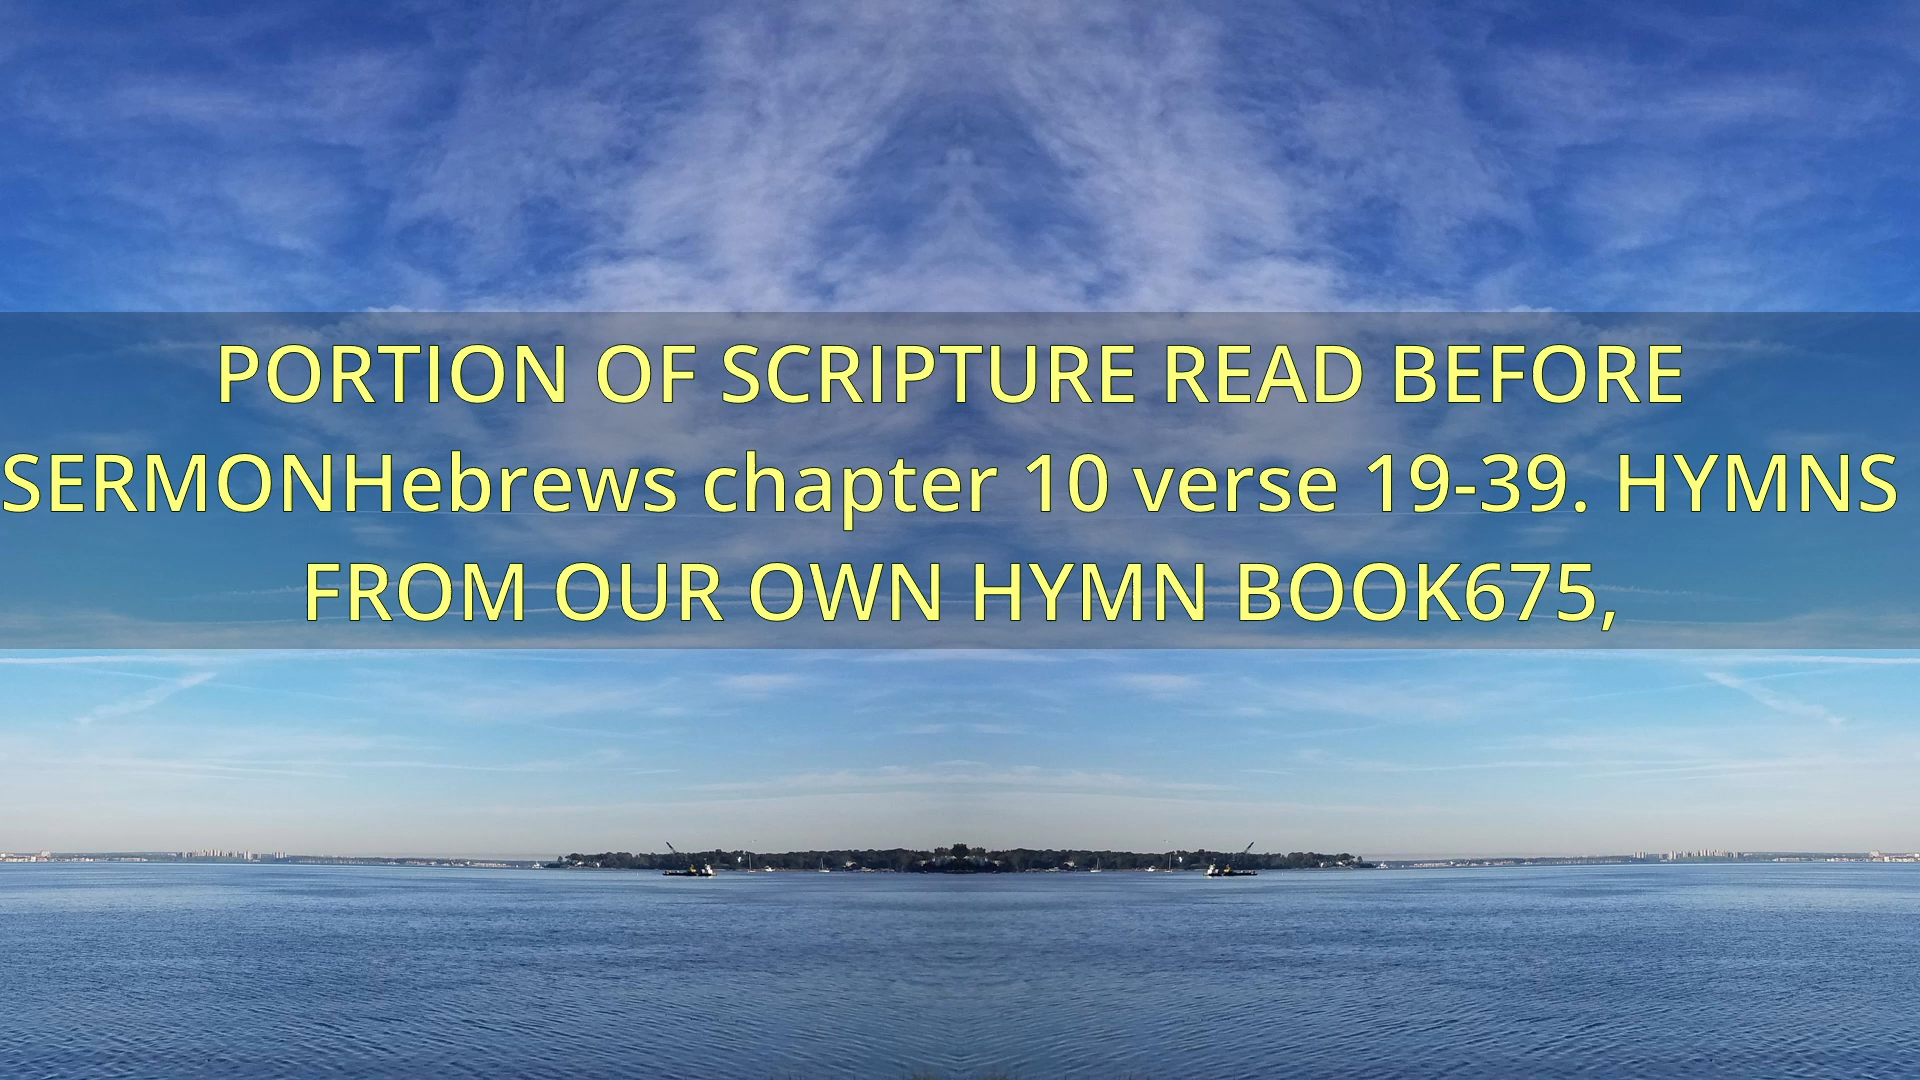 PORTION OF SCRIPTURE READ BEFORE
SERMONHebrews chapter 10 verse 19-39. HYMNS
FROM OUR OWN HYMN BOOK675,